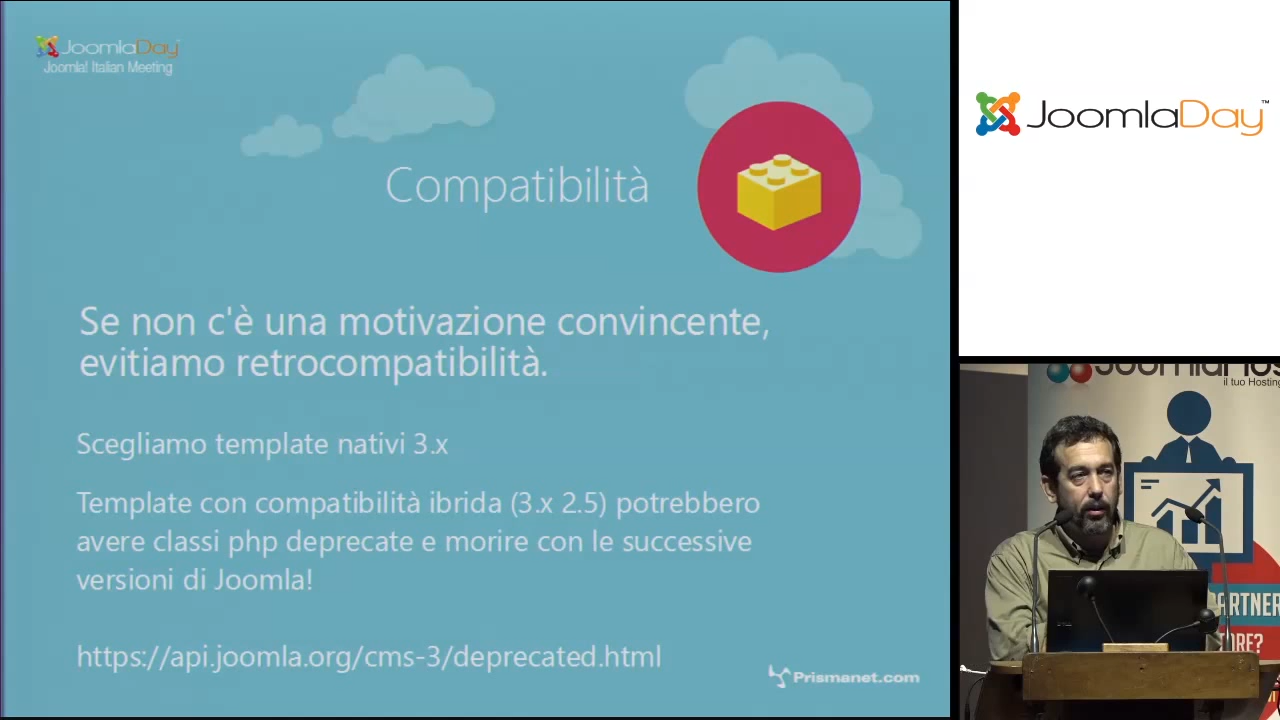 JoomlaDay
Joomla! Italian Meeting
Compatibilità
Se non c'è una motivazione convincente,
evitiamo retrocompatibilità.
Scegliamo template nativi 3.x
Template con compatibilità ibrida (3.x 2.5) potrebbero
avere classi php deprecate e morire con le successive
versioni di Joomla!
https://api.joomla.org/cms-3/deprecated.html
Prismanet.com
JoomlaDay™
il tuo Hosting